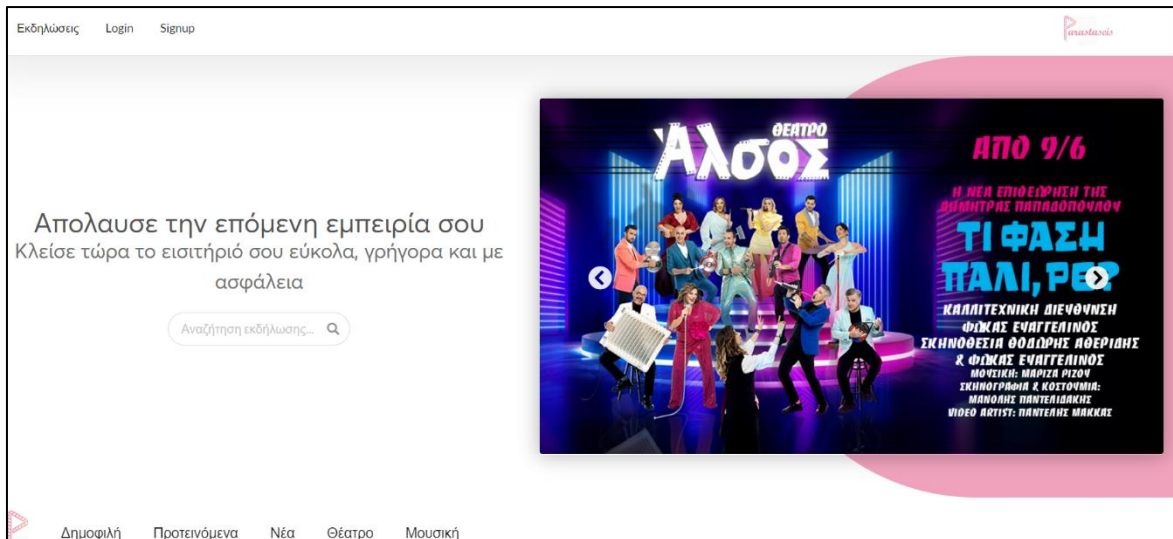 Εκδηλώσεις Login Signup
Parastaseis
Απολαυσε την επόμενη εμπειρία σου
Κλείσε τώρα το εισιτήριό σου εύκολα, γρήγορα και με
ασφάλεια
Αναζήτηση εκδήλωσης...
ΘΕΑΤΡΟ
Άλσος
ΑΠΟ 9/6
Η ΝΕΑ ΕΠΙΘΕΩΡΗΣΗ ΤΗΣ
ΔΗΜΗΤΡΑΣ ΠΑΠΑΔΟΠΟΥΛΟΥ
ΤΙ ΦΑΣΗ
ΠΑΛΙ, ΡΕ?
ΚΑΛΛΙΤΕΧΝΙΚΗ ΔΙΕΥΘΥΝΣΗ
ΦΩΚΑΣ ΕΥΑΓΓΕΛΙΝΟΣ
ΣΚΗΝΟΘΕΣΙΑ ΘΟΔΩΡΗΣ ΑΘΕΡΙΔΗΣ
& ΦΩΚΑΣ ΕΥΑΓΓΕΛΙΝΟΣ
ΜΟΥΣΙΚΗ: ΜΑΡΙΖΑ ΡΙΖΟΥ
ΣΚΗΝΟΓΡΑΦΙΑ & ΚΟΣΤΟΥΜΙΑ:
ΜΑΝΟΛΗΣ ΠΑΝΤΕΛΙΔΑΚΗΣ
VIDEO ARTIST: ΠΑΝΤΕΛΗΣ ΜΑΚΚΑΣ
Δημοφιλή Προτεινόμενα Νέα Θέατρο Μουσική